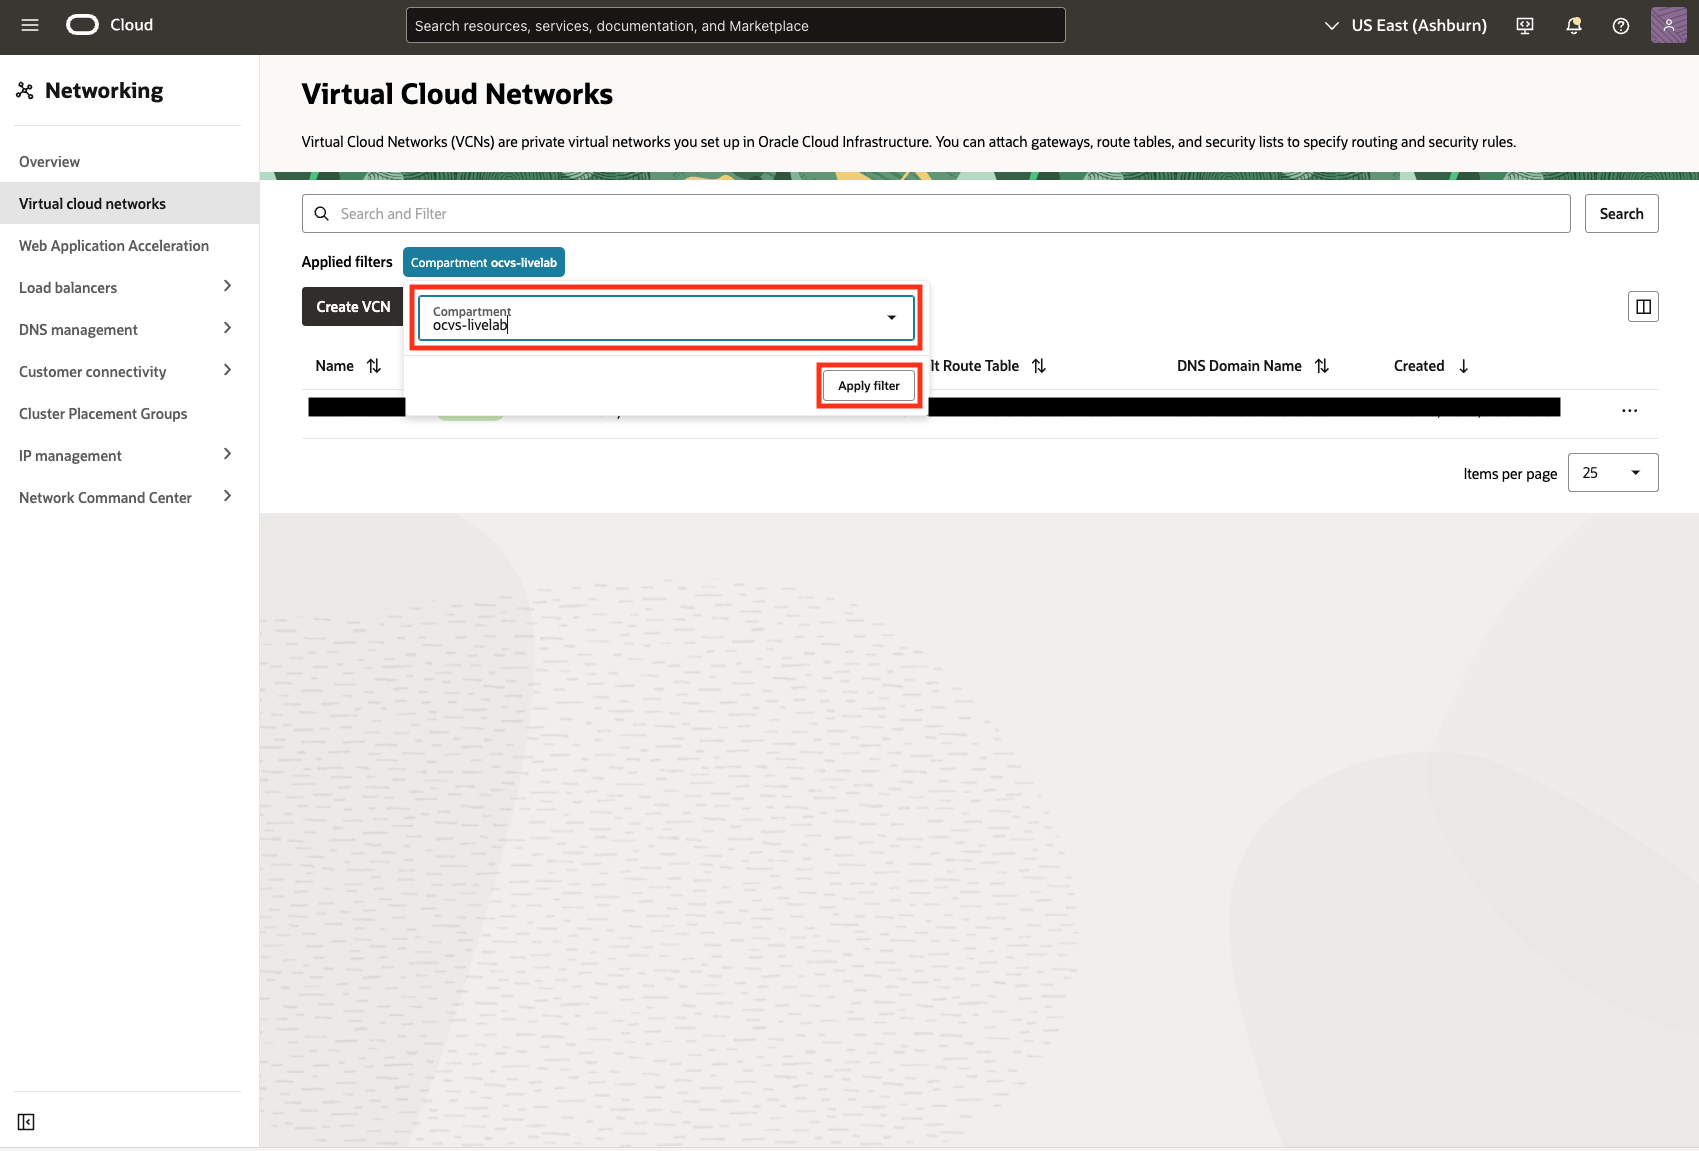 Cloud
Search resources, services, documentation, and Marketplace
US East (Ashburn)
Networking
Overview
Virtual cloud networks
Web Application Acceleration
Load balancers
DNS management
Customer connectivity
Cluster Placement Groups
IP management
Network Command Center
Virtual Cloud Networks
Virtual Cloud Networks (VCNs) are private virtual networks you set up in Oracle Cloud Infrastructure. You can attach gateways, route tables, and security lists to specify routing and security rules.
Search and Filter
Search
Applied filters
Compartment ocvs-livelab
Create VCN
Compartment
ocvs-livelab
Apply filter
Name
lt Route Table
DNS Domain Name
Created
Items per page
25